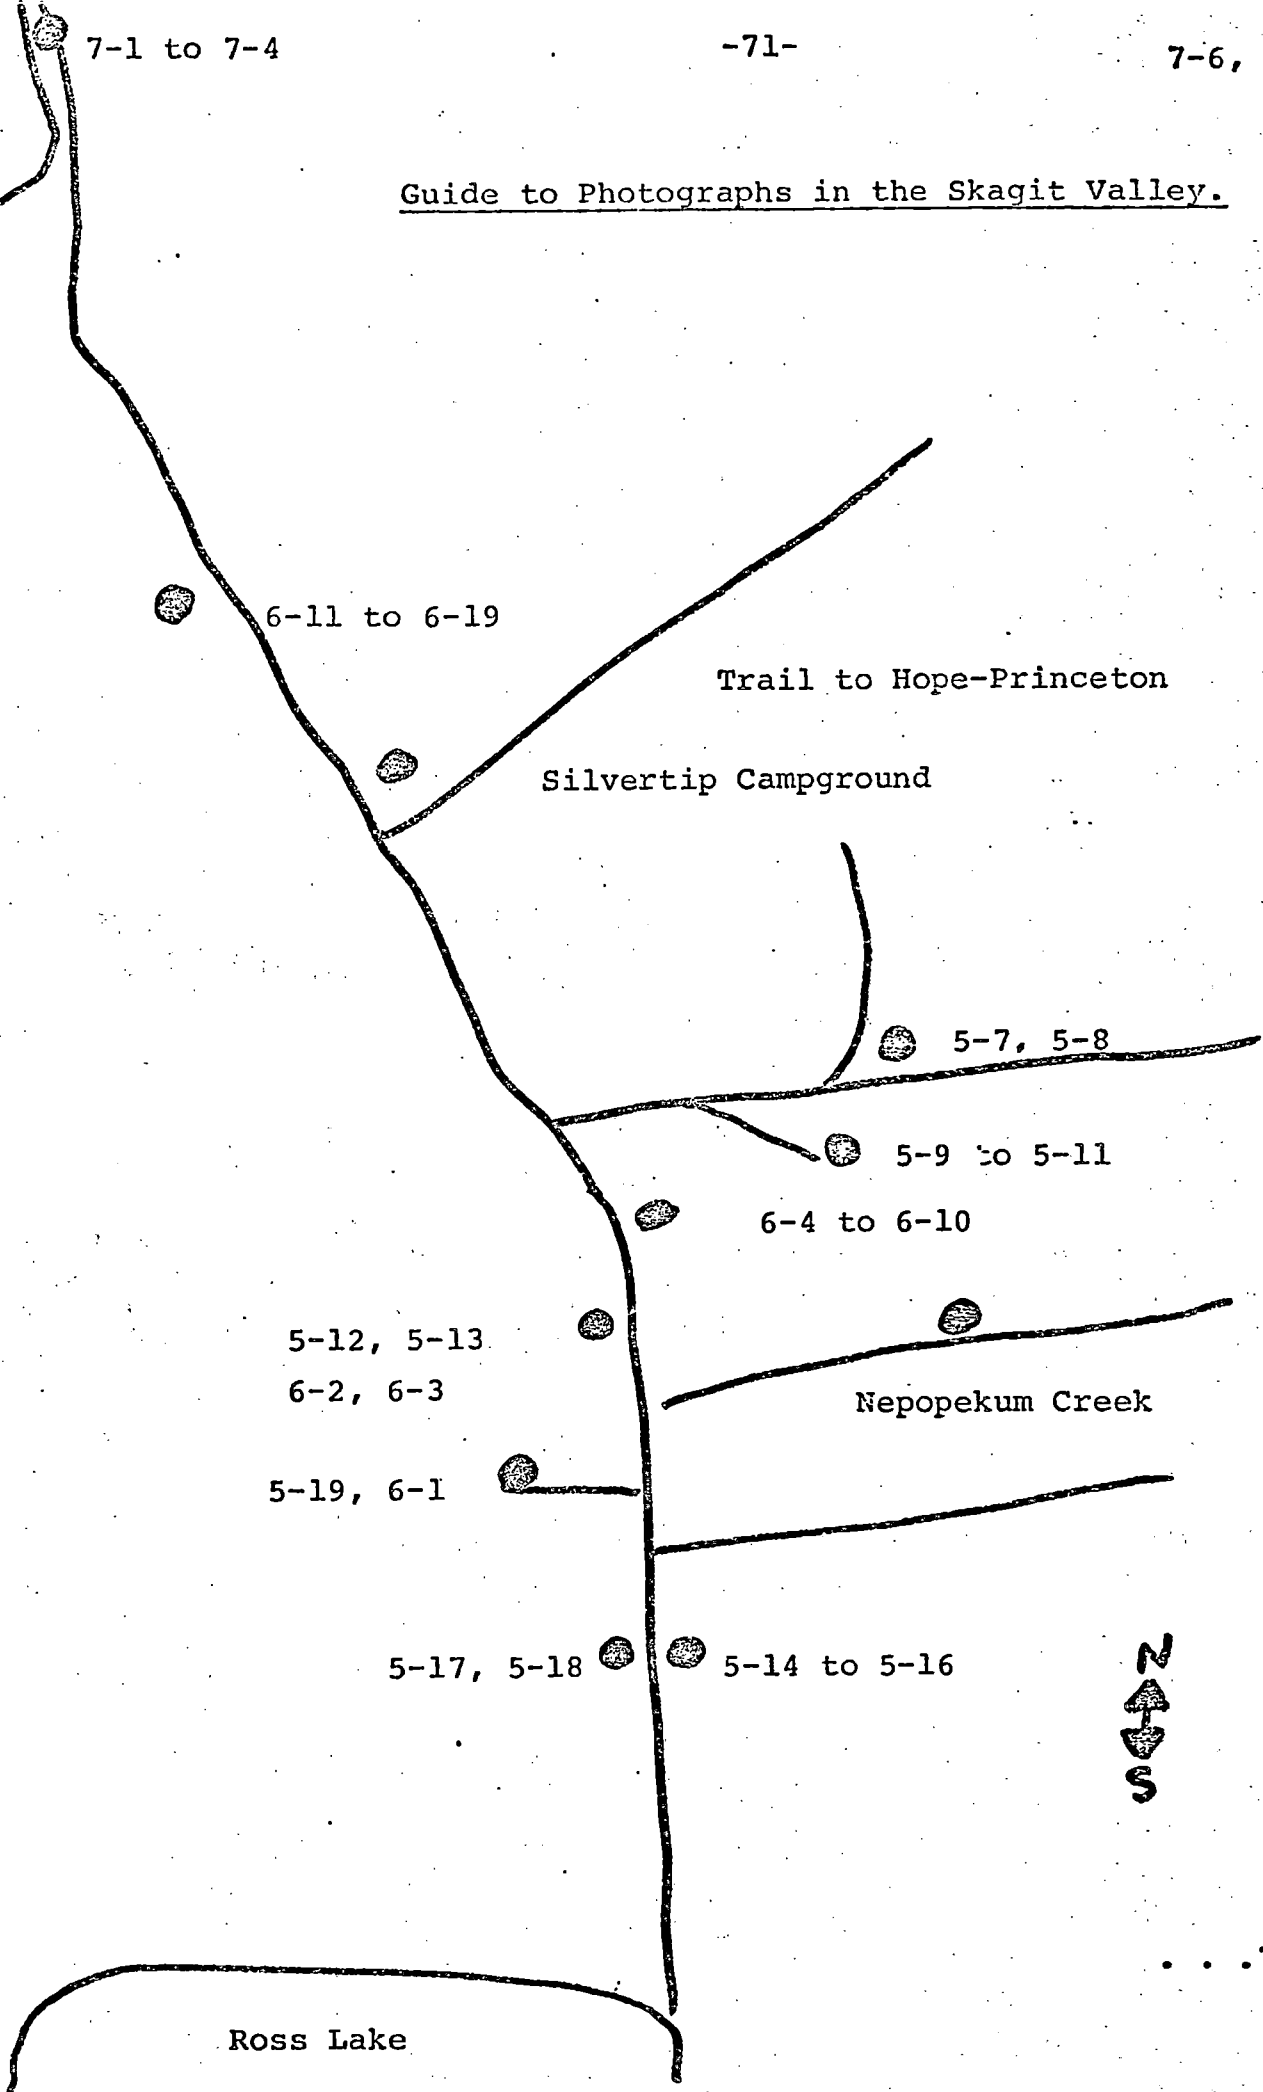 7-1 to 7-4
-71-
7-6,
Guide to Photographs in the Skagit Valley.
6-11 to 6-19
Trail to Hope-Princeton
Silvertip Campground
5-7, 5-8
5-9 to 5-11
6-4 to 6-10
5-12, 5-13
6-2, 6-3
Nepopekum Creek
5-19, 6-1
5-17, 5-18
5-14 to 5-16
N
S
....
Ross Lake